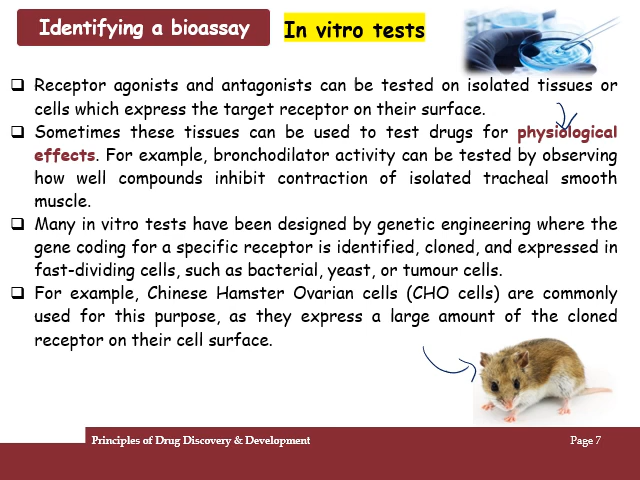 Identifying a bioassay
In vitro tests
❑ Receptor agonists and antagonists can be tested on isolated tissues or
cells which express the target receptor on their surface.
❑ Sometimes these tissues can be used to test drugs for physiological
effects. For example, bronchodilator activity can be tested by observing
how well compounds inhibit contraction of isolated tracheal smooth
muscle.
❑ Many in vitro tests have been designed by genetic engineering where the
gene coding for a specific receptor is identified, cloned, and expressed in
fast-dividing cells, such as bacterial, yeast, or tumour cells.
❑ For example, Chinese Hamster Ovarian cells (CHO cells) are commonly
used for this purpose, as they express a large amount of the cloned
receptor on their cell surface.
Principles of Drug Discovery & Development
Page 7